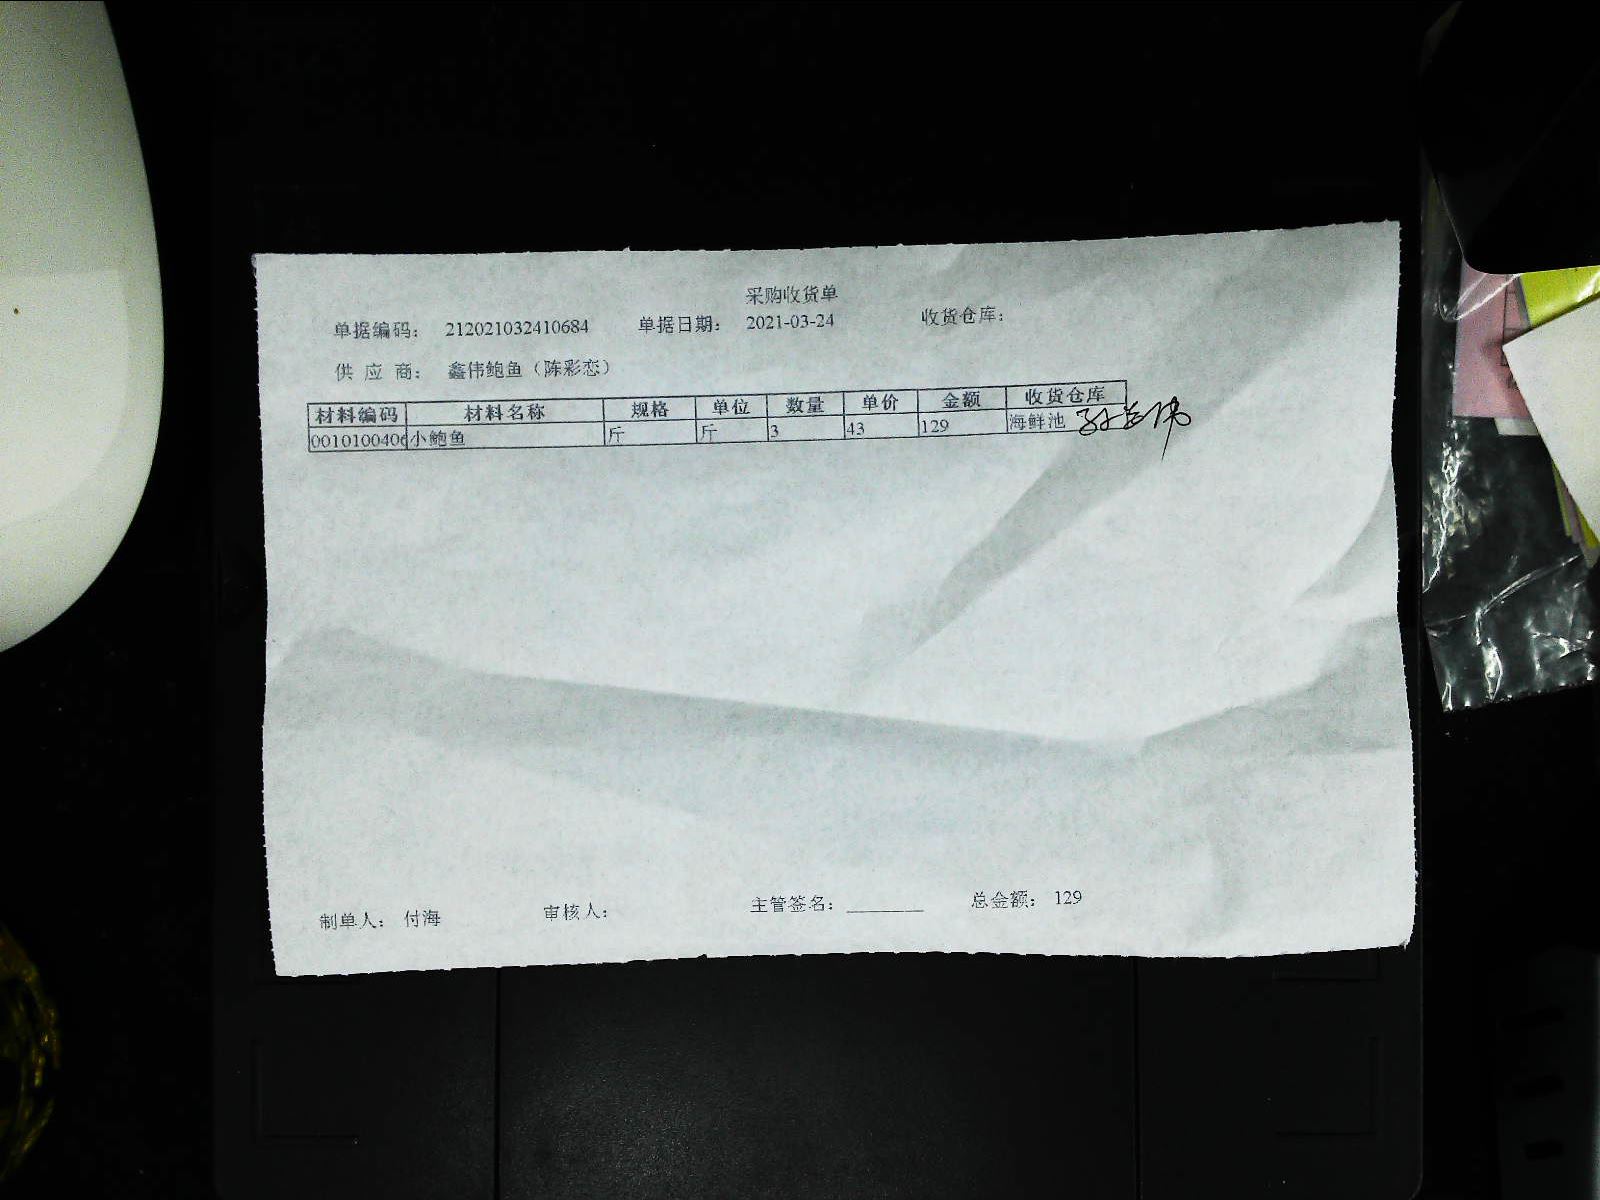 采购收货单
单据编码： 212021032410684 单据日期： 2021-03-24 收货仓库：
供 应 商： 鑫伟鲍鱼（陈彩恋）
材料编码 材料名称 规格 单位 数量 单价 金额 收货仓库
0010100406 小鲍鱼 斤 斤 3 43 129 海鲜池
制单人： 付海 审核人： 主管签名：________ 总金额： 129